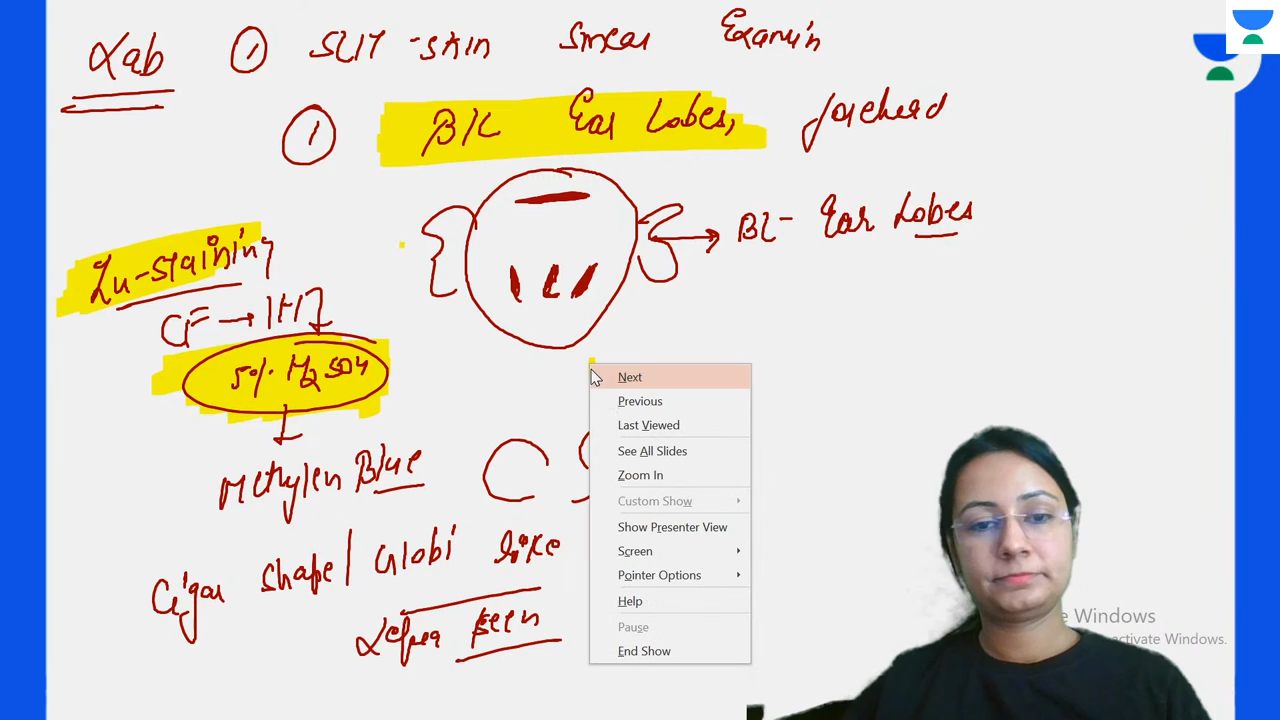 Lab ① SLIT-skin Smear Examin
① B/L Ear Lobes, forehead
BL- Ear Lobes
Zn-staining
CF → H
5% H2SO4
Methylen Blue
Cigar shape/ Globi like
Lepra seen
Next
Previous
Last Viewed
See All Slides
Zoom In
Custom Show
Show Presenter View
Screen
Pointer Options
Help
Pause
End Show
e Windows
activate Windows.